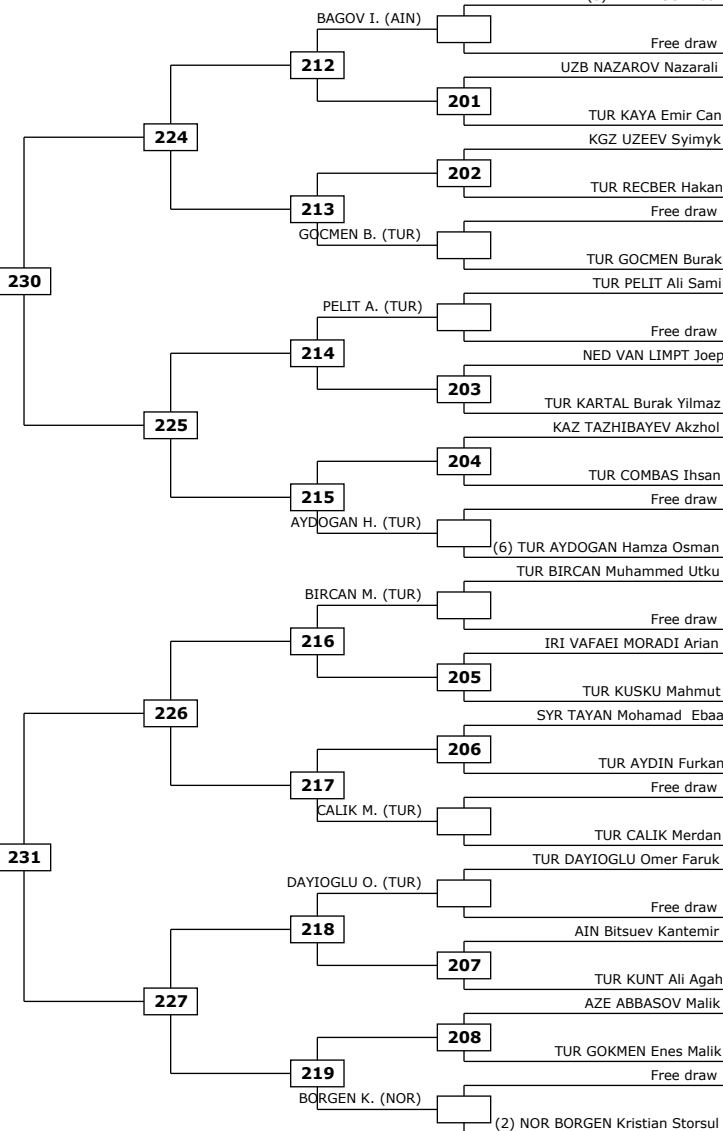 BAGOV I. (AIN)
Free draw
212
UZB NAZAROV Nazarali
201
TUR KAYA Emir Can
224
KGZ UZEEV Syimyk
202
TUR RECBER Hakan
213
Free draw
GOCMEN B. (TUR)
TUR GOCMEN Burak
230
TUR PELIT Ali Sami
PELIT A. (TUR)
Free draw
214
NED VAN LIMPT Joep
203
TUR KARTAL Burak Yilmaz
225
KAZ TAZHIBAYEV Akzhol
204
TUR COMBAS Ihsan
215
Free draw
AYDOGAN H. (TUR)
(6) TUR AYDOGAN Hamza Osman
TUR BIRCAN Muhammed Utku
BIRCAN M. (TUR)
Free draw
216
IRI VAFAEI MORADI Arian
205
TUR KUSKU Mahmut
226
SYR TAYAN Mohamad Ebaa
206
TUR AYDIN Furkan
217
Free draw
CALIK M. (TUR)
TUR CALIK Merdan
231
TUR DAYIOGLU Omer Faruk
DAYIOGLU O. (TUR)
Free draw
218
AIN Bitsuev Kantemir
207
TUR KUNT Ali Agah
227
AZE ABBASOV Malik
208
TUR GOKMEN Enes Malik
219
Free draw
BORGEN K. (NOR)
(2) NOR BORGEN Kristian Storsul